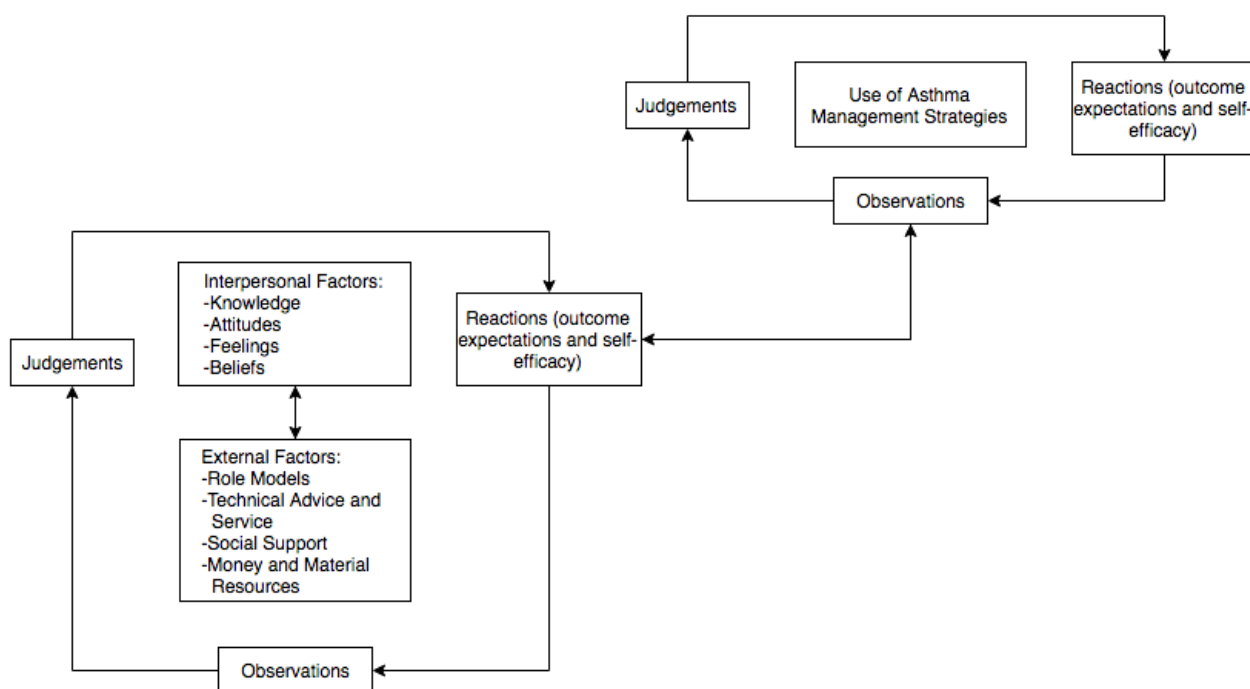 Judgements
Use of Asthma
Management Strategies
Reactions (outcome
expectations and self-
efficacy)
Observations
Interpersonal Factors:
-Knowledge
-Attitudes
-Feelings
-Beliefs
Reactions (outcome
expectations and self-
efficacy)
Judgements
External Factors:
-Role Models
-Technical Advice and
Service
-Social Support
-Money and Material
Resources
Observations